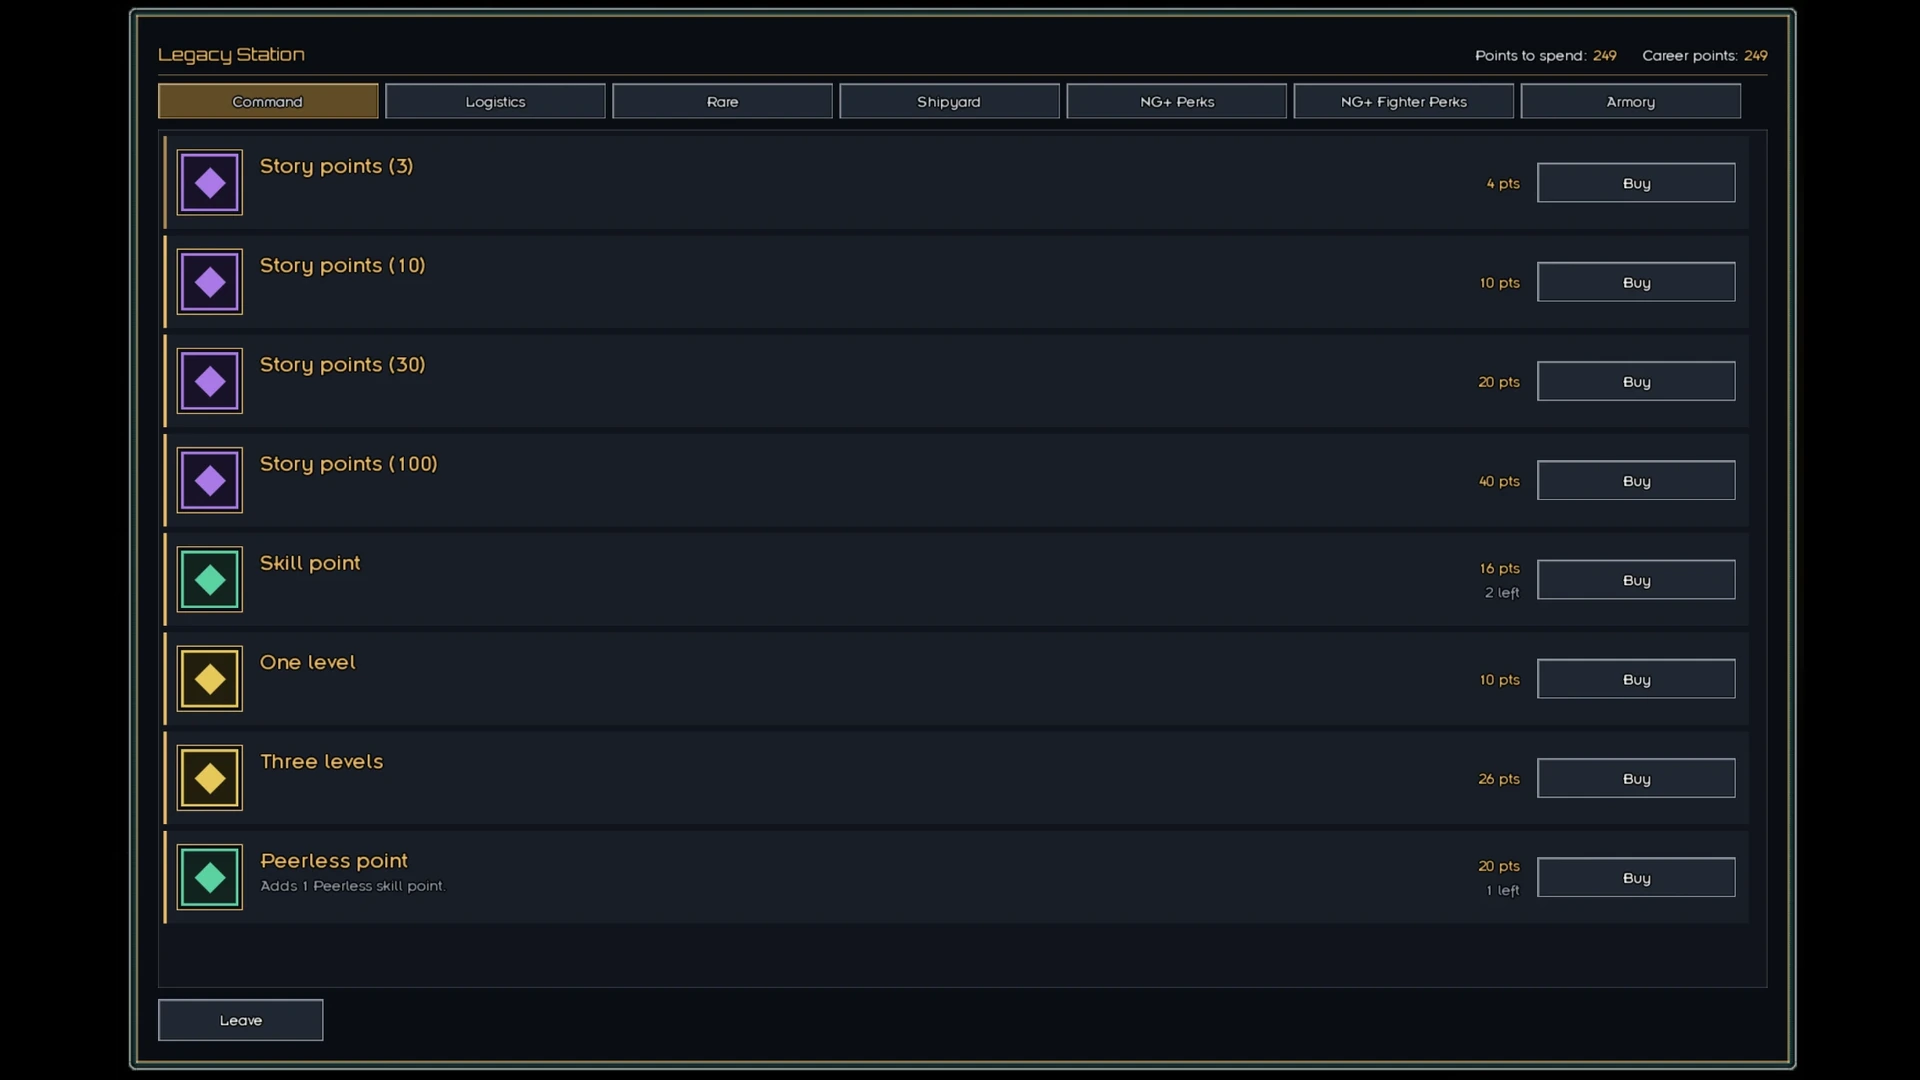 Legacy Station
Points to spend: 249 Career points: 249
Command Logistics Rare Shipyard NG+ Perks NG+ Fighter Perks Armory
Story points (3)
4 pts Buy
Story points (10)
10 pts Buy
Story points (30)
20 pts Buy
Story points (100)
40 pts Buy
Skill point
16 pts
2 left
Buy
One level
10 pts Buy
Three levels
26 pts Buy
Peerless point
Adds 1 Peerless skill point.
20 pts
1 left
Buy
Leave